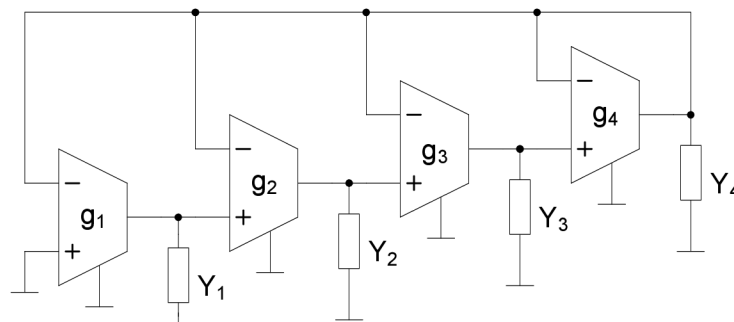 g₄
g₃
g₂
g₁
Y₄
Y₃
Y₂
Y₁